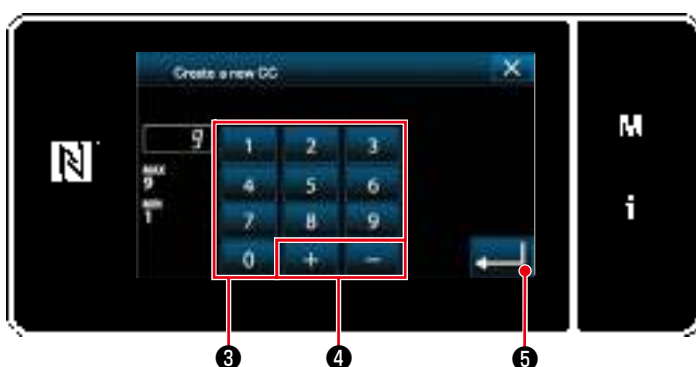 Create a new CC
9
1 2 3
MAX
9
4 5 6
MIN
1
7 8 9
0 + −
M
i
❸ ❹ ❺